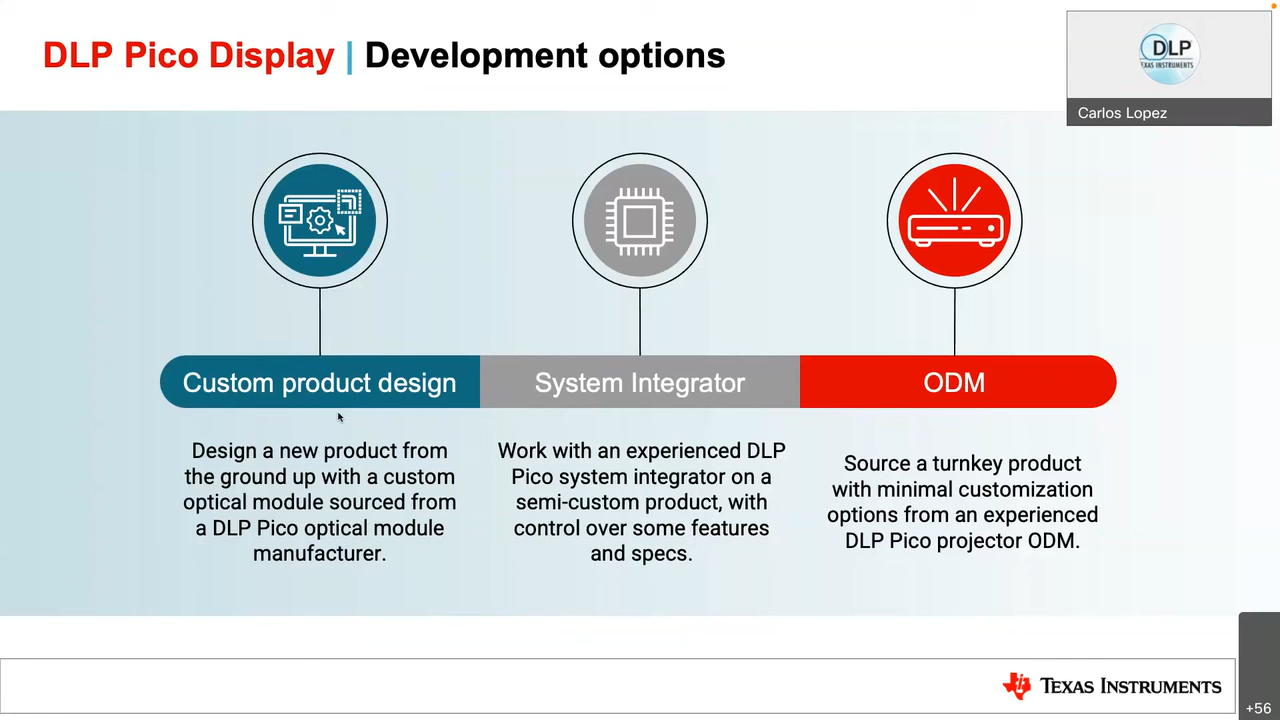 DLP Pico Display | Development options
DLP
TEXAS INSTRUMENTS
Carlos Lopez
Custom product design
System Integrator
ODM
Design a new product from
the ground up with a custom
optical module sourced from
a DLP Pico optical module
manufacturer.
Work with an experienced DLP
Pico system integrator on a
semi-custom product, with
control over some features
and specs.
Source a turnkey product
with minimal customization
options from an experienced
DLP Pico projector ODM.
TEXAS INSTRUMENTS
+56